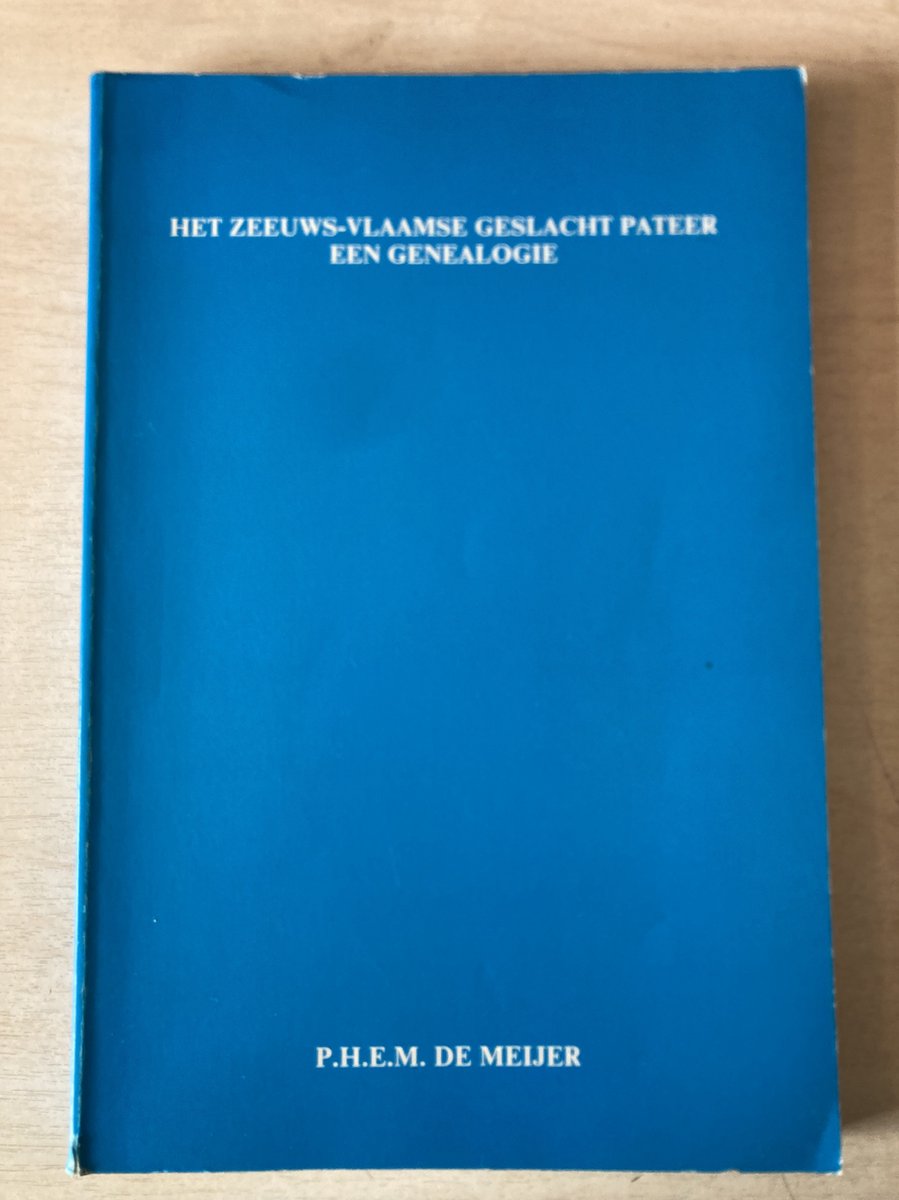 HET ZEEUWS-VLAAMSE GESLACHT PATEER
EEN GENEALOGIE
P.H.E.M. DE MEIJER